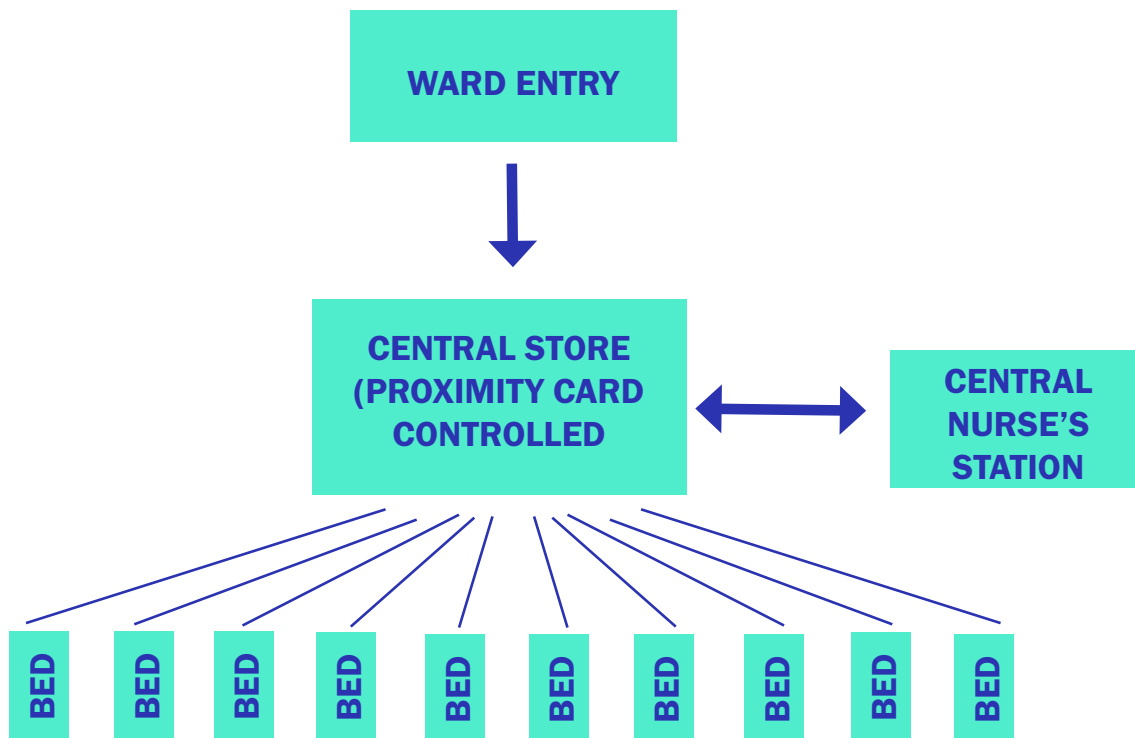 WARD ENTRY
CENTRAL STORE
(PROXIMITY CARD
CONTROLLED
CENTRAL
NURSE’S
STATION
BED
BED
BED
BED
BED
BED
BED
BED
BED
BED